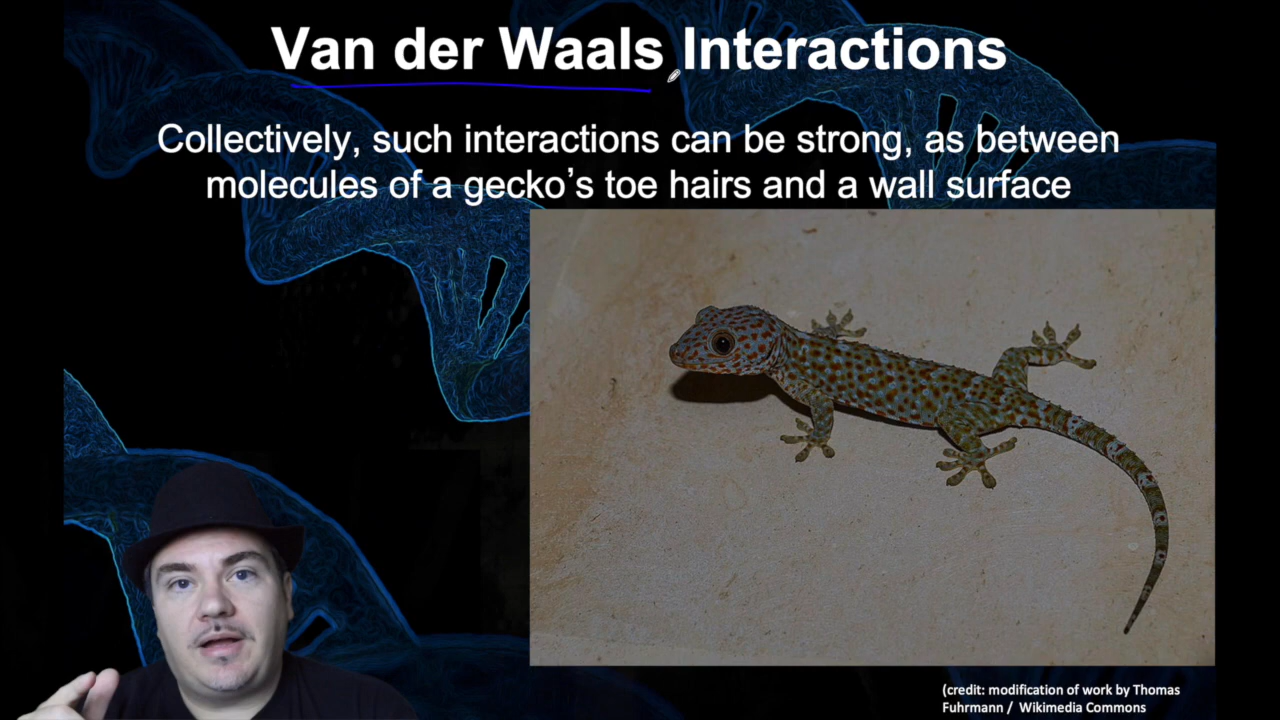 Van der Waals Interactions
Collectively, such interactions can be strong, as between
molecules of a gecko’s toe hairs and a wall surface
(credit: modification of work by Thomas
Fuhrmann / Wikimedia Commons